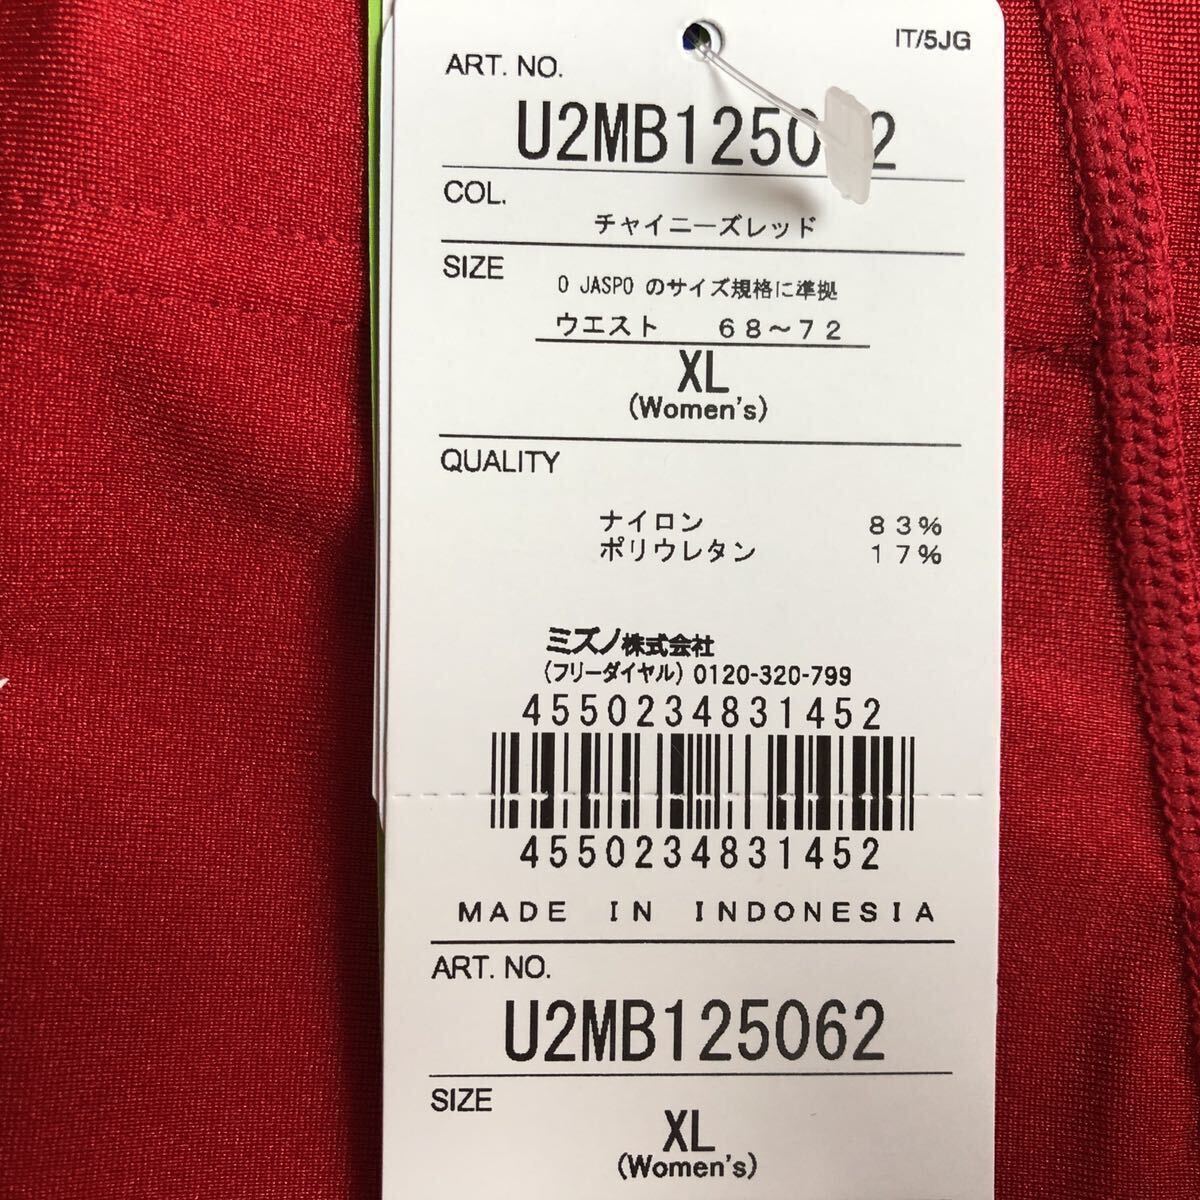 IT/5JG
ART. NO.
U2MB125062
COL.
チャイニーズレッド
SIZE
O JASPO のサイズ規格に準拠
ウエスト 68～72
XL
(Women's)
QUALITY
ナイロン 83%
ポリウレタン 17%
ミズノ株式会社
(フリーダイヤル) 0120-320-799
4550234831452
4550234831452
MADE IN INDONESIA
ART. NO.
U2MB125062
SIZE
XL
(Women's)